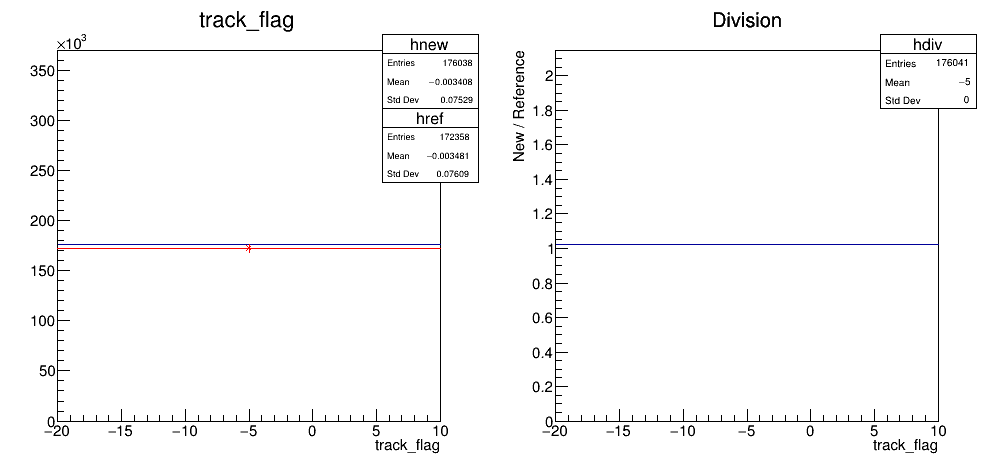 track_flag
×10³
hnew
Entries 176038
Mean −0.003408
Std Dev 0.07529
href
Entries 172358
Mean −0.003481
Std Dev 0.07609
350
300
250
200
150
100
50
0
−20 −15 −10 −5 0 5 10
track_flag
Division
hdiv
Entries 176041
Mean −5
Std Dev 0
New / Reference
2
1.8
1.6
1.4
1.2
1
0.8
0.6
0.4
0.2
0
−20 −15 −10 −5 0 5 10
track_flag